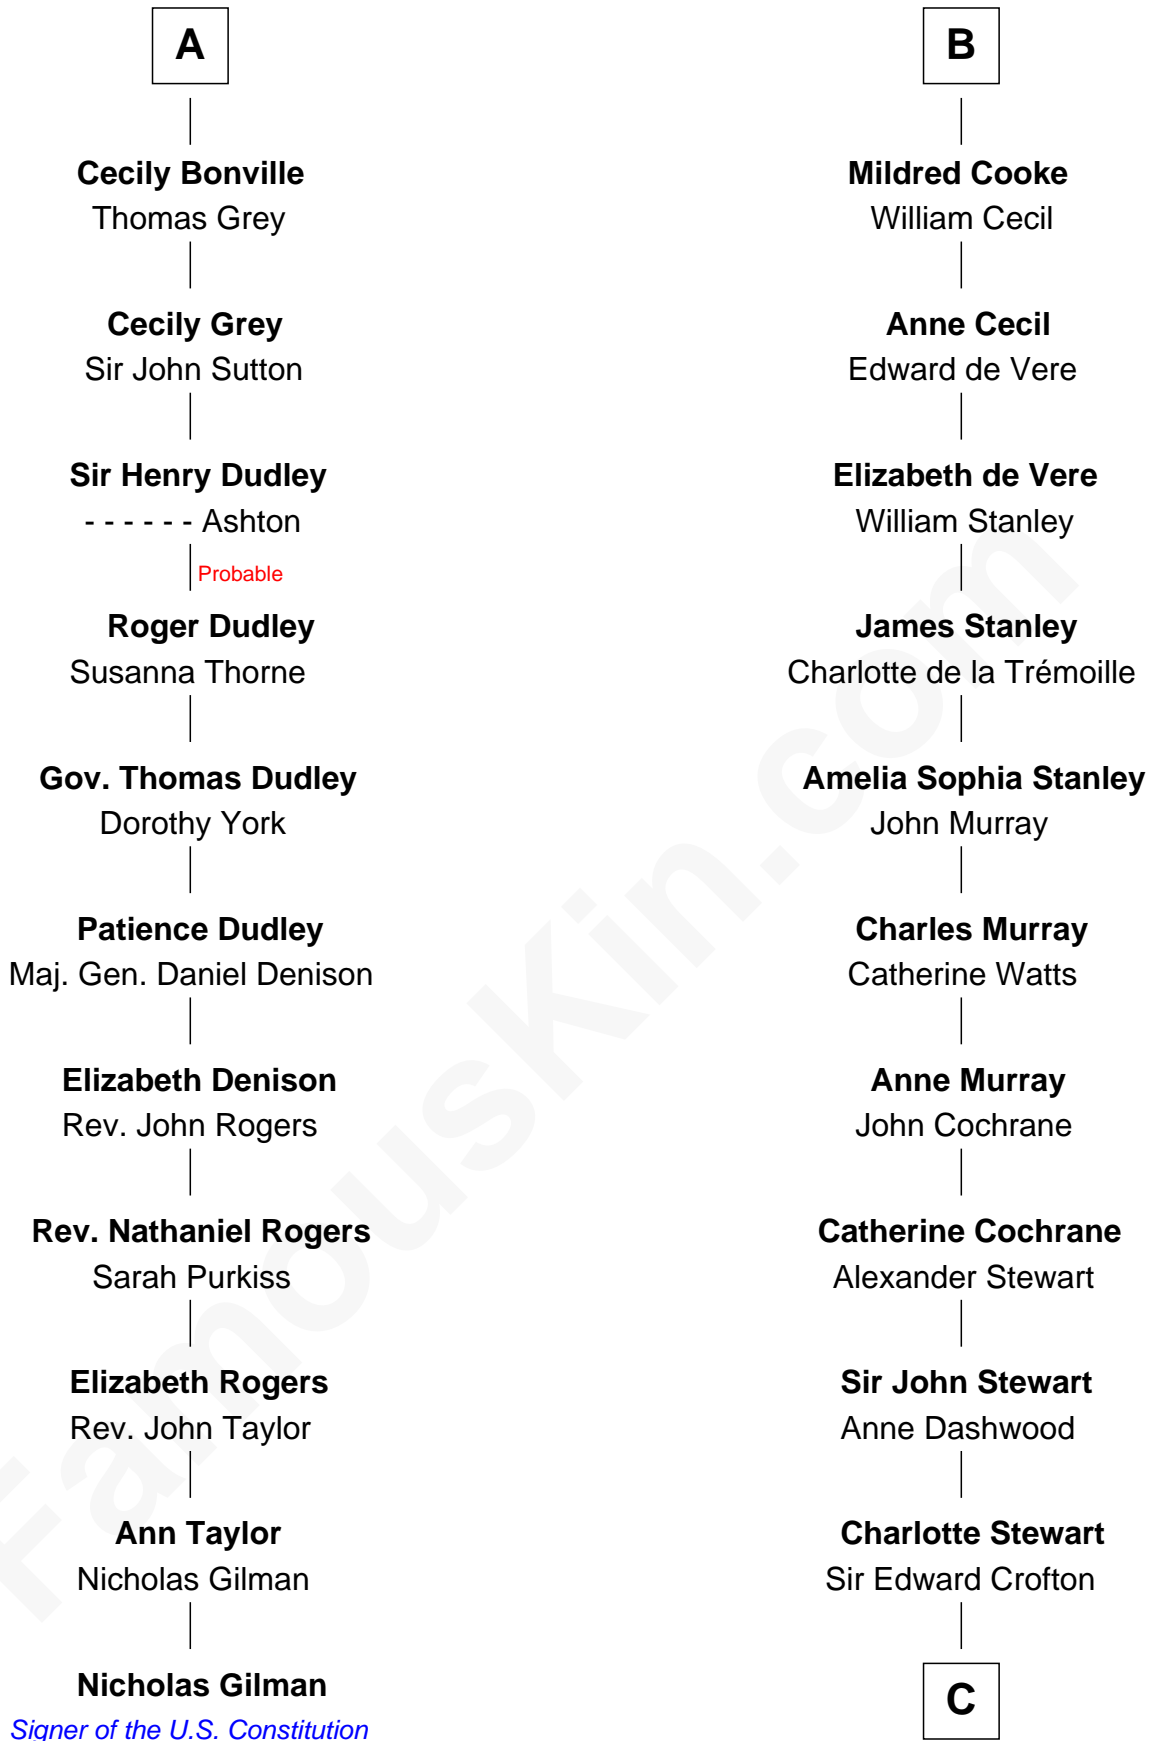 A
Cecily Bonville
Thomas Grey
Cecily Grey
Sir John Sutton
Sir Henry Dudley
- - - - - - Ashton
Probable
Roger Dudley
Susanna Thorne
Gov. Thomas Dudley
Dorothy York
Patience Dudley
Maj. Gen. Daniel Denison
Elizabeth Denison
Rev. John Rogers
Rev. Nathaniel Rogers
Sarah Purkiss
Elizabeth Rogers
Rev. John Taylor
Ann Taylor
Nicholas Gilman
Nicholas Gilman
Signer of the U.S. Constitution
B
Mildred Cooke
William Cecil
Anne Cecil
Edward de Vere
Elizabeth de Vere
William Stanley
James Stanley
Charlotte de la Trémoille
Amelia Sophia Stanley
John Murray
Charles Murray
Catherine Watts
Anne Murray
John Cochrane
Catherine Cochrane
Alexander Stewart
Sir John Stewart
Anne Dashwood
Charlotte Stewart
Sir Edward Crofton
C
FamousKin.com